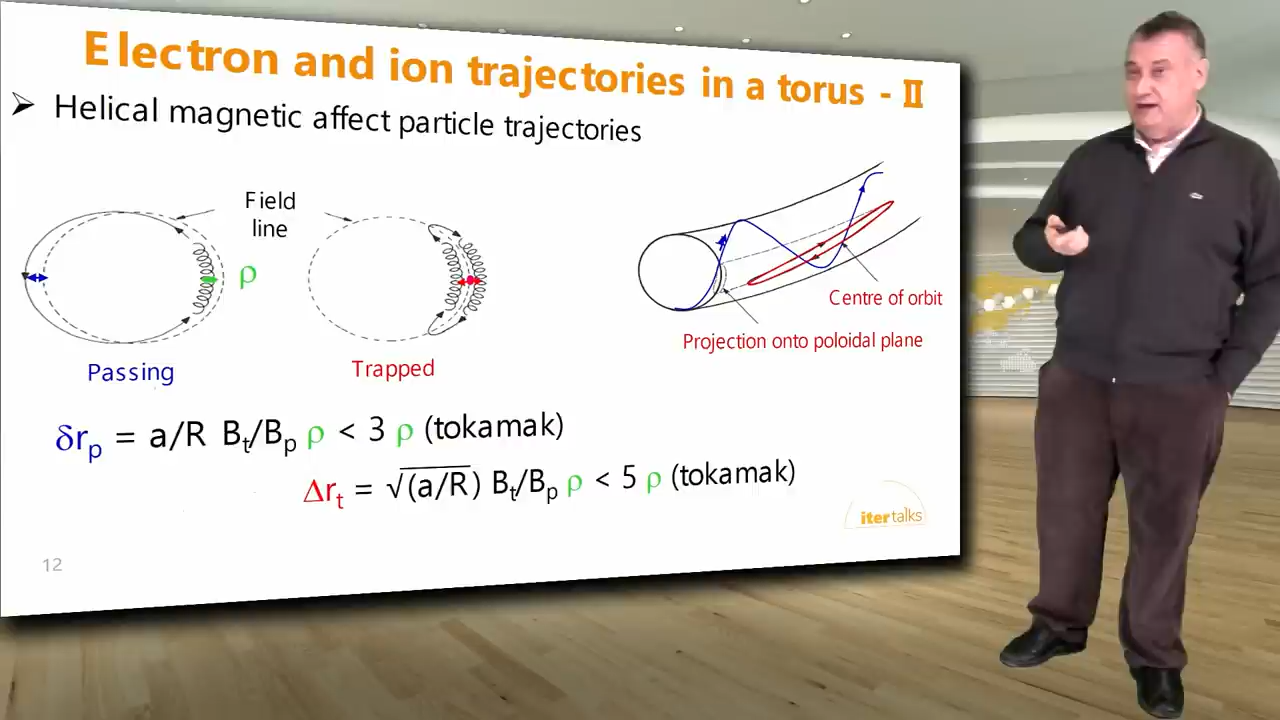 Electron and ion trajectories in a torus - II
➤ Helical magnetic affect particle trajectories
Field
line
ρ
Passing
Trapped
Centre of orbit
Projection onto poloidal plane
δrₚ = a/R Bₜ/Bₚ ρ < 3 ρ (tokamak)
Δrₜ = √(a/R) Bₜ/Bₚ ρ < 5 ρ (tokamak)
iter talks
12